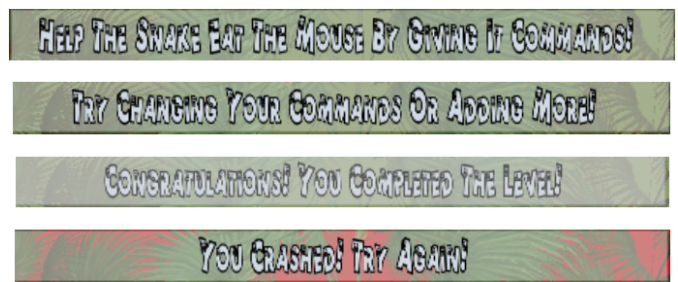 Help The Snake Eat The Mouse By Giving It Commands!
Try Changing Your Commands Or Adding More!
Congratulations! You Completed The Level!
You Crashed! Try Again!